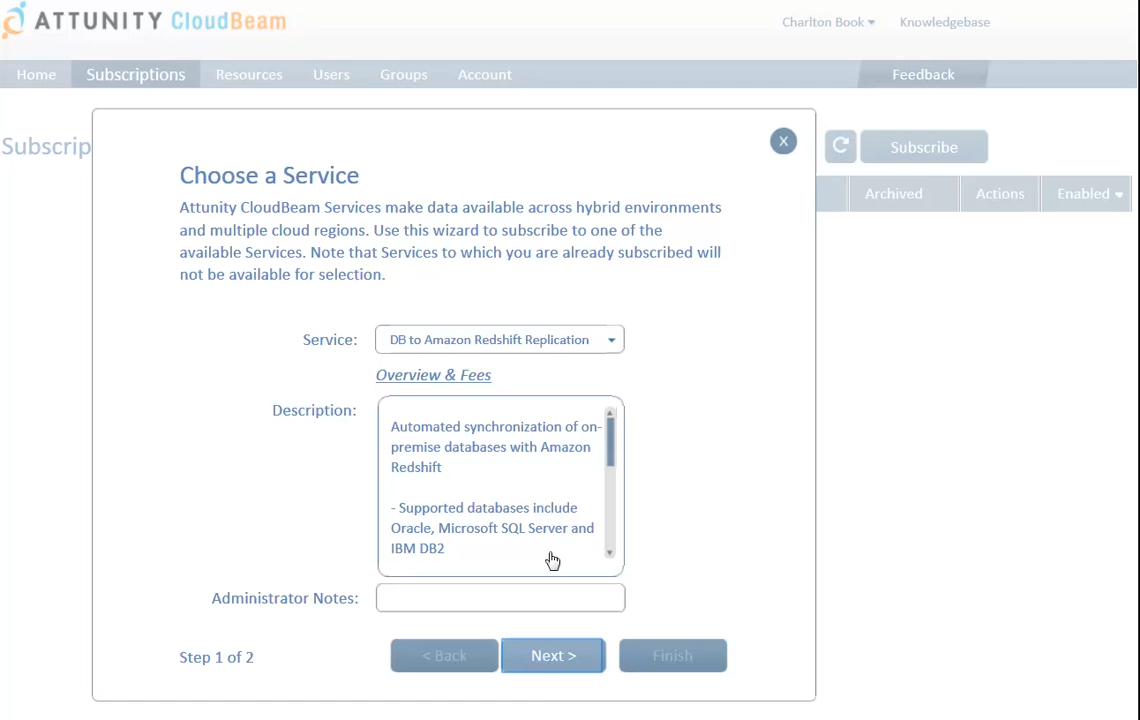 ATTUNITY CloudBeam
Charlton Book
Knowledgebase
Home
Subscriptions
Resources
Users
Groups
Account
Feedback
Subscrip
X
Subscribe
Archived
Actions
Enabled
Choose a Service
Attunity CloudBeam Services make data available across hybrid environments
and multiple cloud regions. Use this wizard to subscribe to one of the
available Services. Note that Services to which you are already subscribed will
not be available for selection.
Service:
DB to Amazon Redshift Replication
Overview & Fees
Description:
Automated synchronization of on-
premise databases with Amazon
Redshift
- Supported databases include
Oracle, Microsoft SQL Server and
IBM DB2
Administrator Notes:
Step 1 of 2
< Back
Next >
Finish